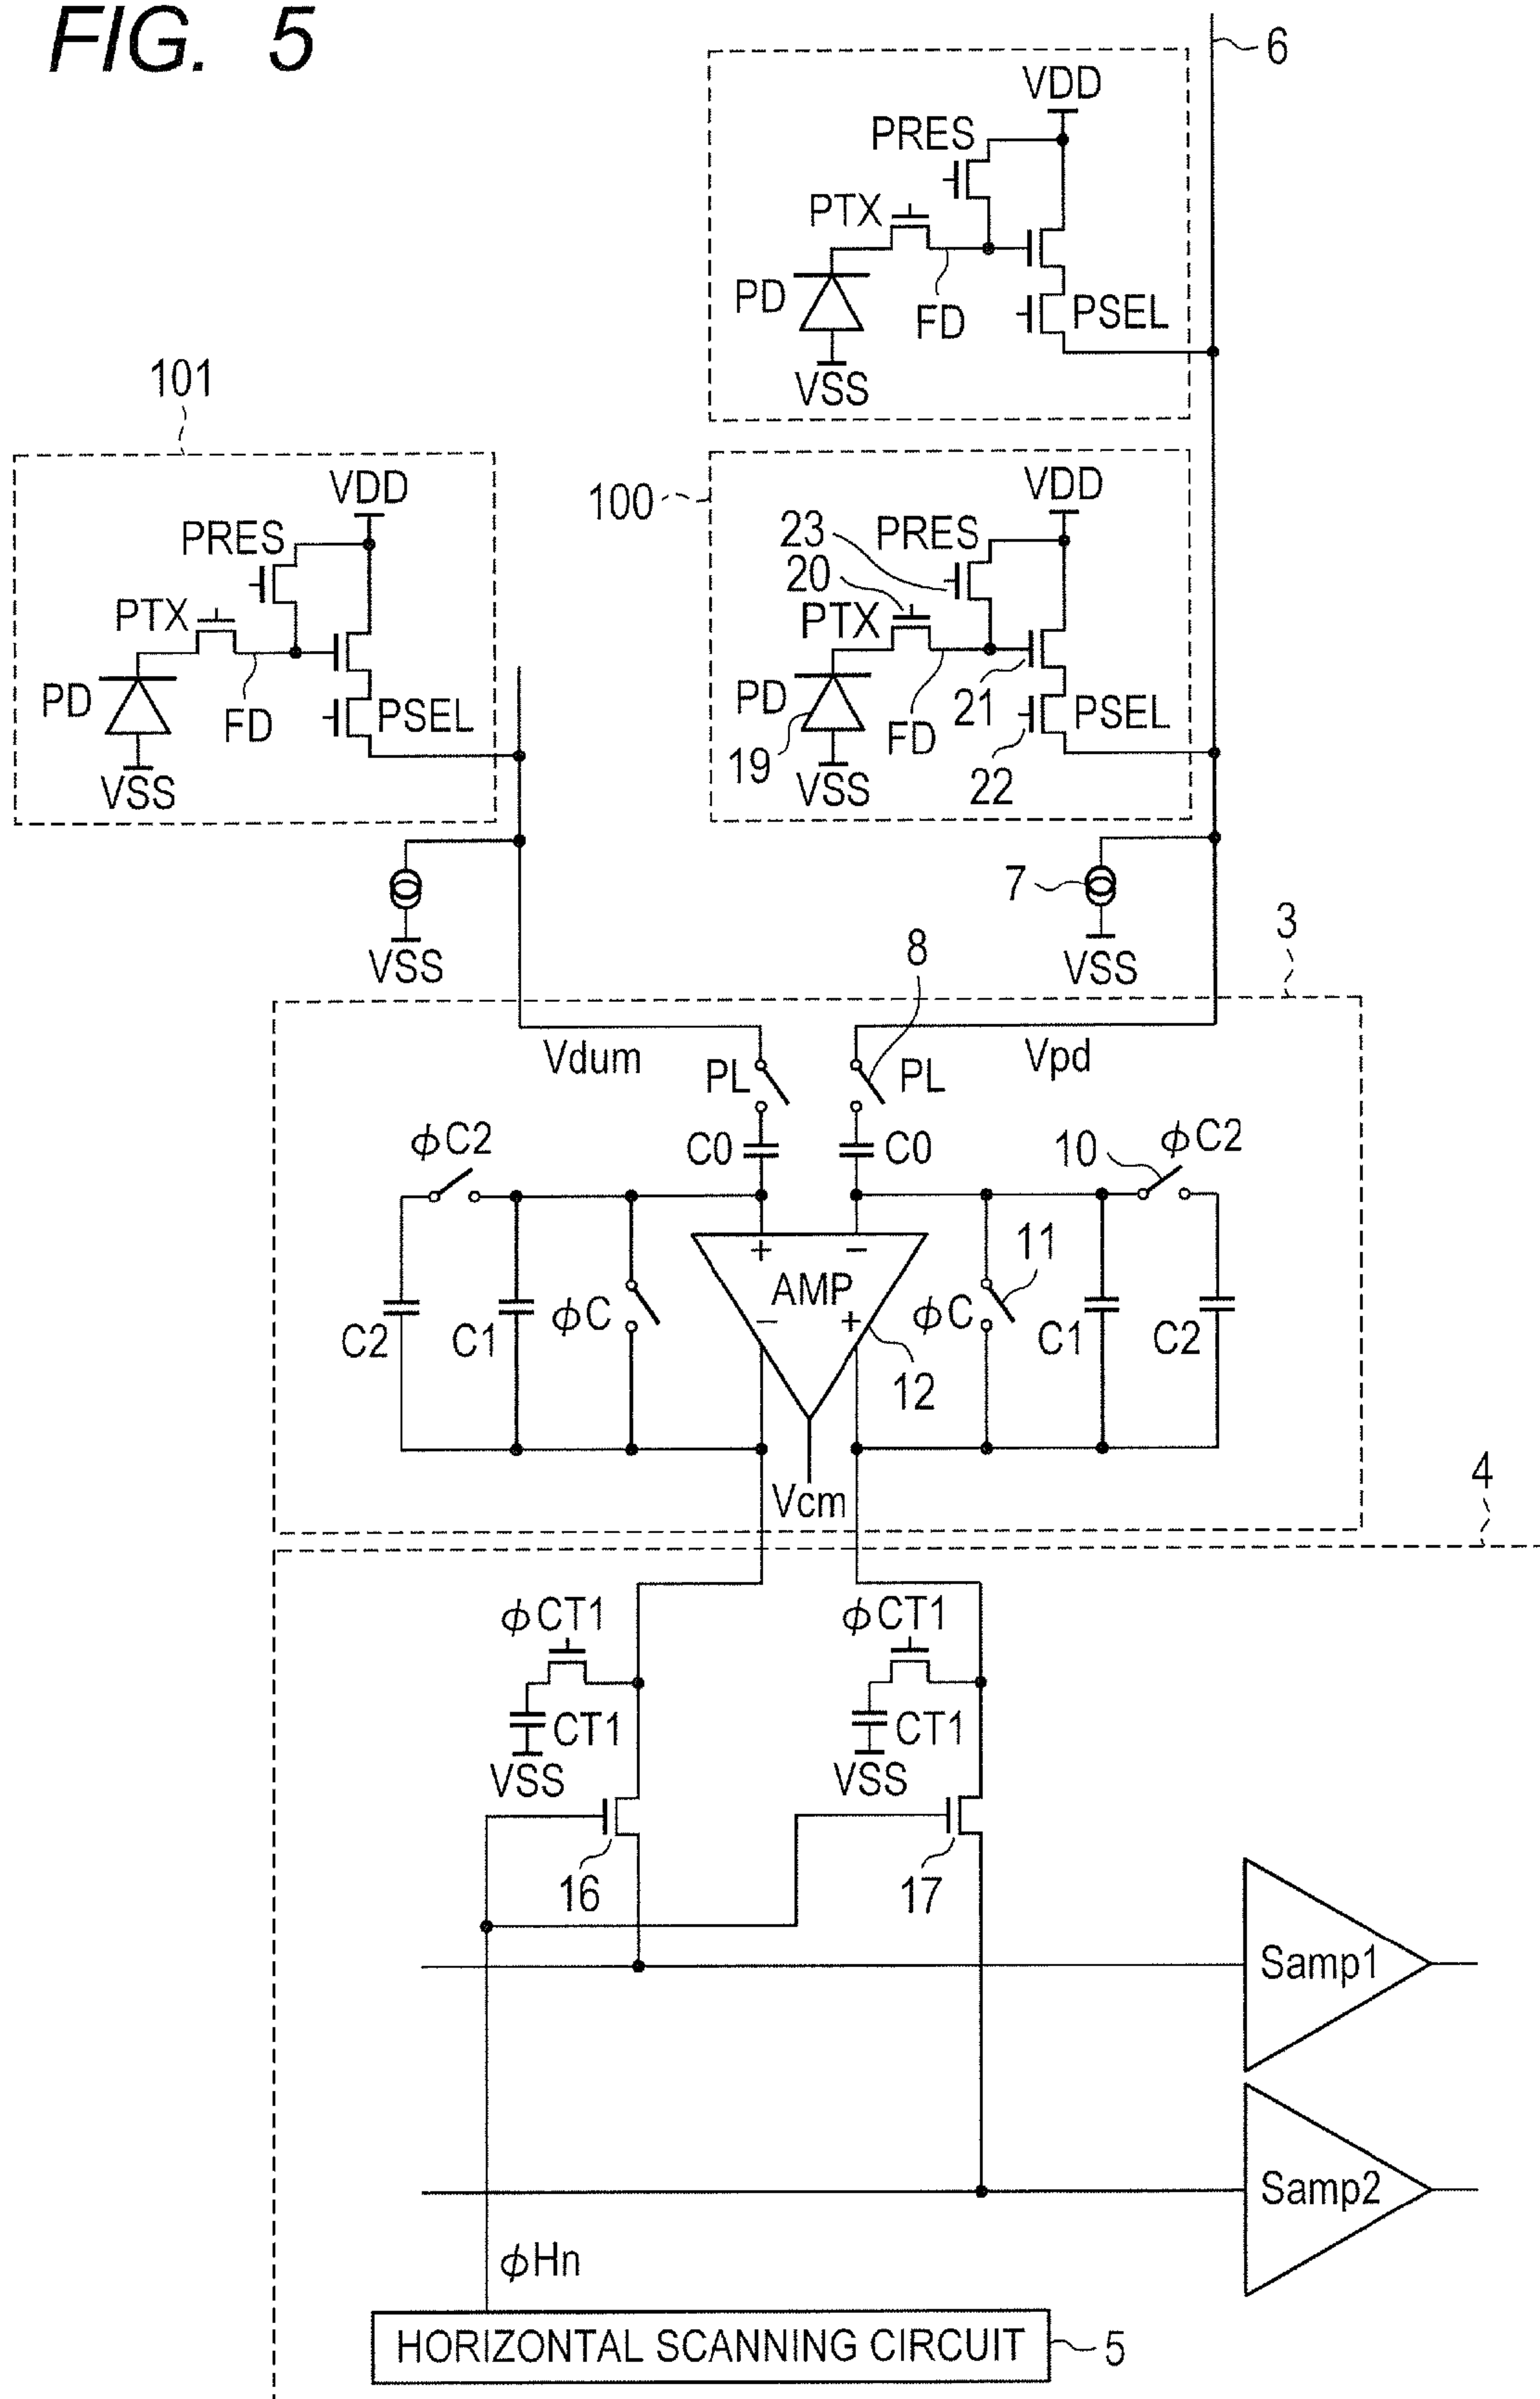 FIG. 5
6
VDD
PRES
PTX
PD
FD
PSEL
VSS
101
VDD
PRES
PTX
PD
FD
PSEL
VSS
100
VDD
PRES
23
20
PTX
PD
21
PSEL
FD
19
VSS
22
VSS
7
VSS
3
8
Vdum
Vpd
PL
PL
ϕC2
C0
C0
10
ϕC2
+
−
11
AMP
C2
C1
ϕC
−
+
ϕC
C1
C2
12
Vcm
4
ϕCT1
ϕCT1
CT1
CT1
VSS
VSS
16
17
Samp1
Samp2
ϕHn
HORIZONTAL SCANNING CIRCUIT
5